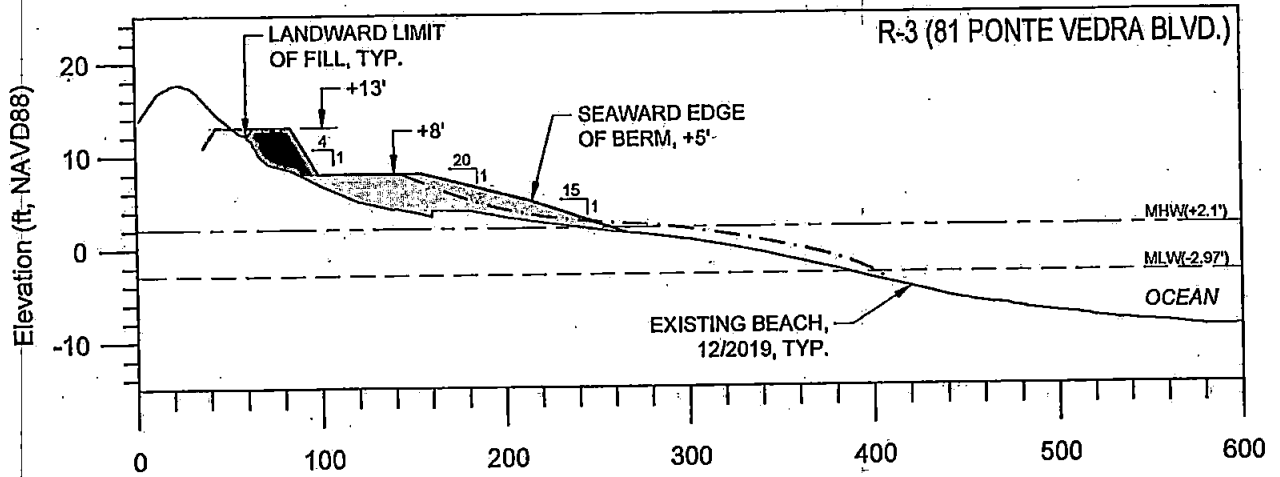 R-3 (81 PONTE VEDRA BLVD.)
LANDWARD LIMIT
OF FILL, TYP.
+13'
+8'
SEAWARD EDGE
OF BERM, +5'
4
1
20
1
15
1
MHW(+2.1')
MLW(-2.97')
OCEAN
EXISTING BEACH,
12/2019, TYP.
Elevation (ft, NAVD88)
20
10
0
-10
0
100
200
300
400
500
600